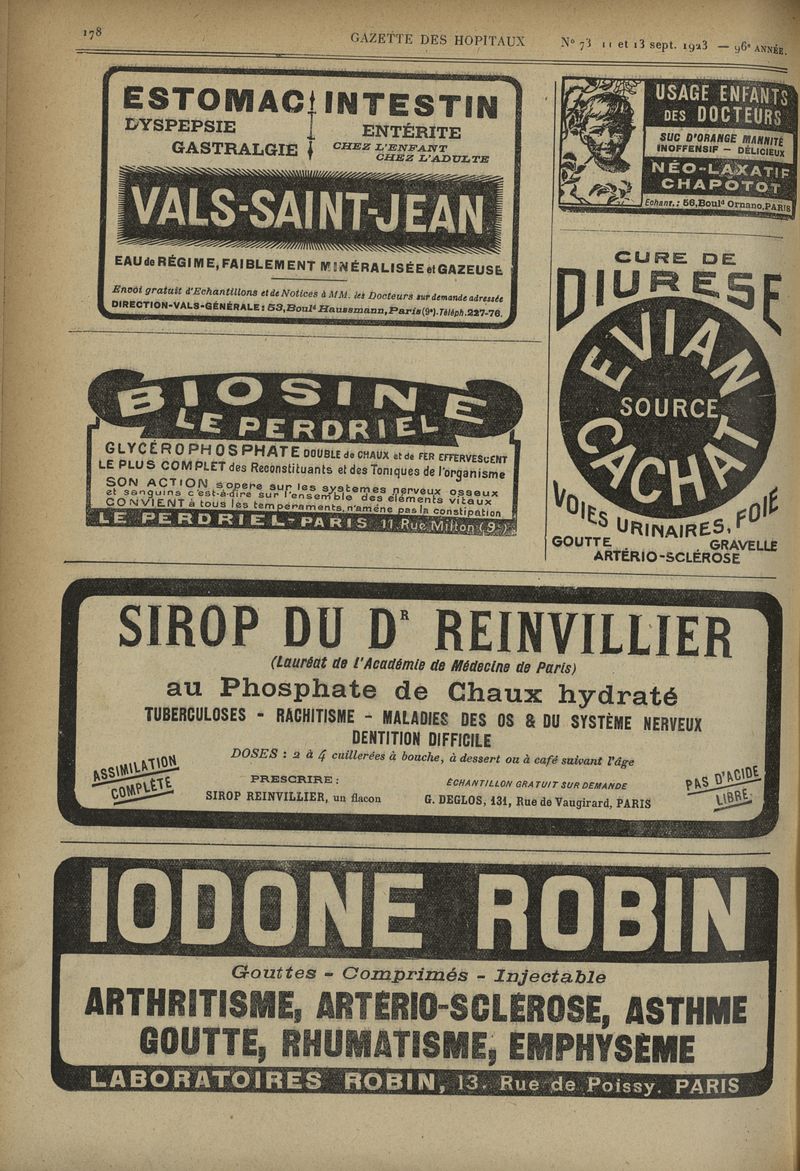 178
GAZETTE DES HOPITAUX
N° 73 11 et 13 sept. 1923 — 96e ANNÉE.
ESTOMAC INTESTIN
DYSPEPSIE
GASTRALGIE
ENTÉRITE
CHEZ L'ENFANT
CHEZ L'ADULTE
VALS-SAINT-JEAN
EAU de RÉGIME, FAIBLEMENT MINÉRALISÉE et GAZEUSE
Envoi gratuit d'Echantillons et de Notices à MM. les Docteurs sur demande adressée
DIRECTION-VALS-GÉNÉRALE: 53, Bould Haussmann, Paris (9e). Téléph. 227-76.
USAGE ENFANTS
DES DOCTEURS
SUC D'ORANGE MANNITÉ
INOFFENSIF — DÉLICIEUX
NÉO-LAXATIF
CHAPOTOT
Echant.: 56, Bould Ornano, PARIS
BIOSINE
LE PERDRIEL
GLYCÉROPHOSPHATE DOUBLE de CHAUX et de FER EFFERVESCENT
LE PLUS COMPLET des Reconstituants et des Toniques de l'organisme
SON ACTION s'opère sur les systemes nerveux osseux
et sanguins c'est-à-dire sur l'ensemble des éléments vitaux
CONVIENT à tous les tempéraments, n'amène pas la constipation
LE PERDRIEL - PARIS 11, Rue Milton (9e)
CURE DE
DIURESE
EVIAN
SOURCE
CACHAT
VOIES URINAIRES, FOIE
GOUTTE GRAVELLE
ARTÉRIO-SCLÉROSE
SIROP DU DR REINVILLIER
(Lauréat de l'Académie de Médecine de Paris)
au Phosphate de Chaux hydraté
TUBERCULOSES - RACHITISME - MALADIES DES OS & DU SYSTÈME NERVEUX
DENTITION DIFFICILE
DOSES : 2 à 4 cuillerées à bouche, à dessert ou à café suivant l'âge
ASSIMILATION
COMPLÈTE
PRESCRIRE :
SIROP REINVILLIER, un flacon
ÉCHANTILLON GRATUIT SUR DEMANDE
G. DEGLOS, 131, Rue de Vaugirard, PARIS
PAS D'ACIDE
LIBRE
IODONE ROBIN
Gouttes - Comprimés - Injectable
ARTHRITISME, ARTÉRIO-SCLÉROSE, ASTHME
GOUTTE, RHUMATISME, EMPHYSÈME
LABORATOIRES ROBIN, 13, Rue de Poissy. PARIS